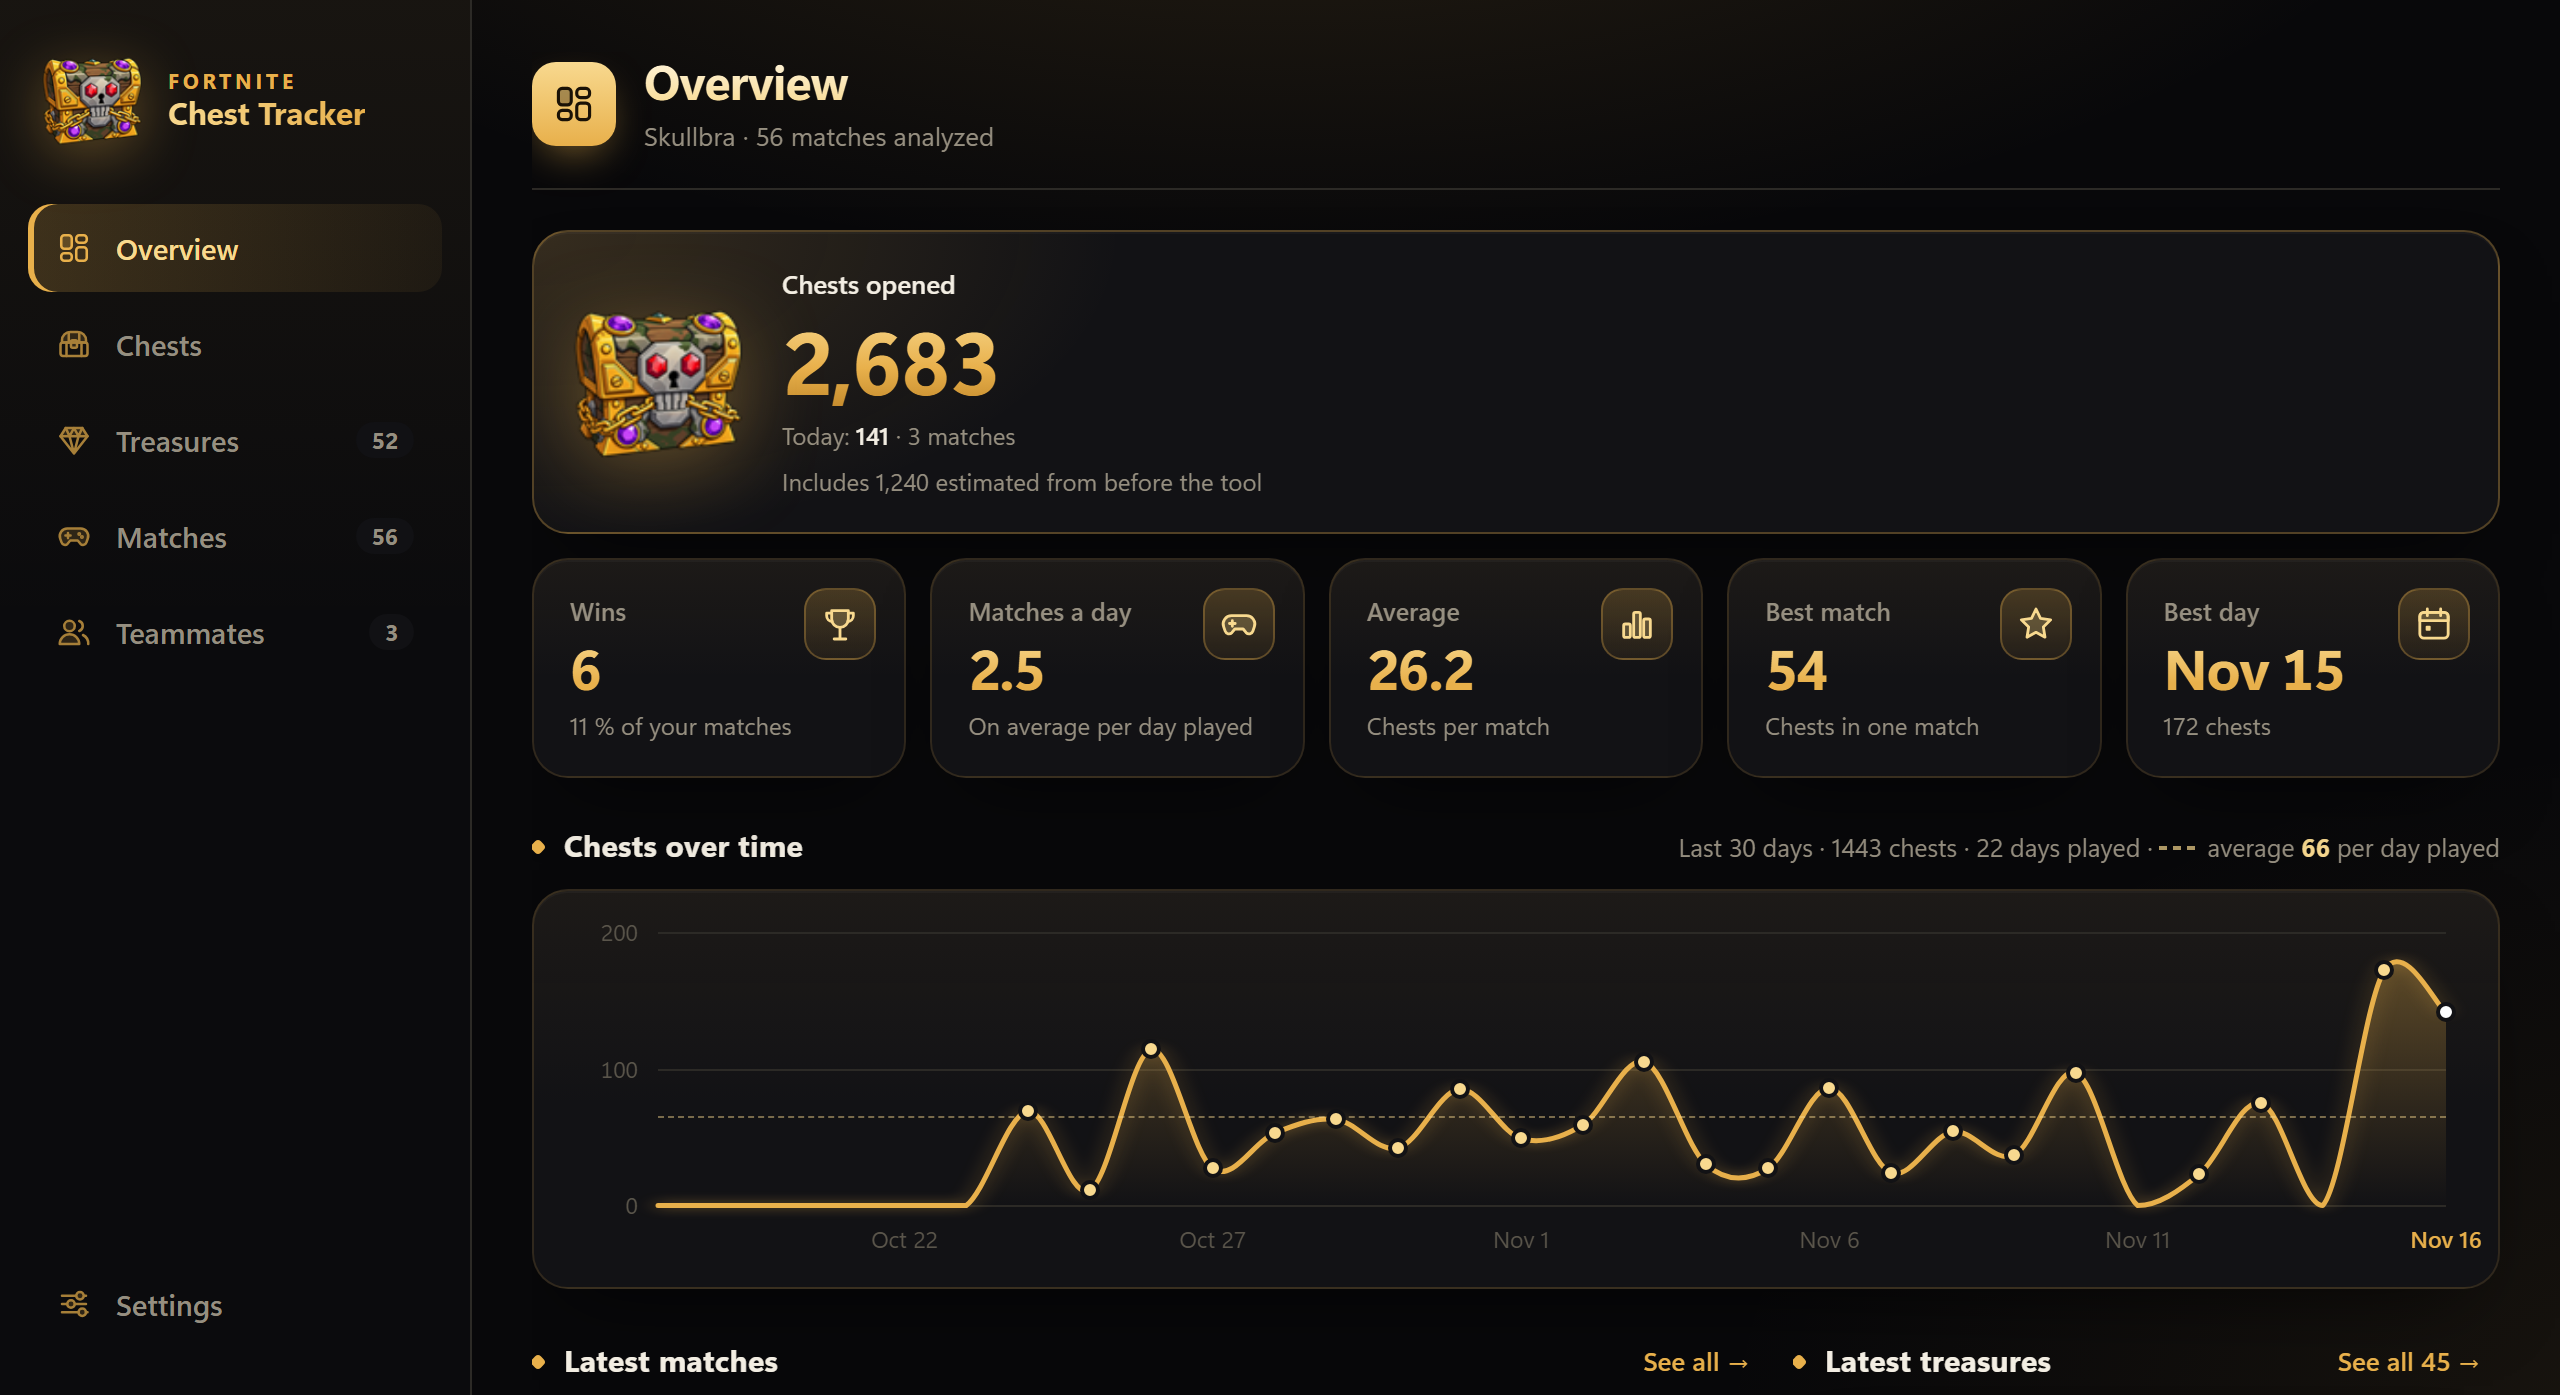 FORTNITE
Chest Tracker
Overview
Chests
Treasures 52
Matches 56
Teammates 3
Settings
Overview
Skullbra · 56 matches analyzed
Chests opened
2,683
Today: 141 · 3 matches
Includes 1,240 estimated from before the tool
Wins
6
11 % of your matches
Matches a day
2.5
On average per day played
Average
26.2
Chests per match
Best match
54
Chests in one match
Best day
Nov 15
172 chests
Chests over time
Last 30 days · 1443 chests · 22 days played · --- average 66 per day played
200
100
0
Oct 22 Oct 27 Nov 1 Nov 6 Nov 11 Nov 16
Latest matches
See all →
Latest treasures
See all 45 →